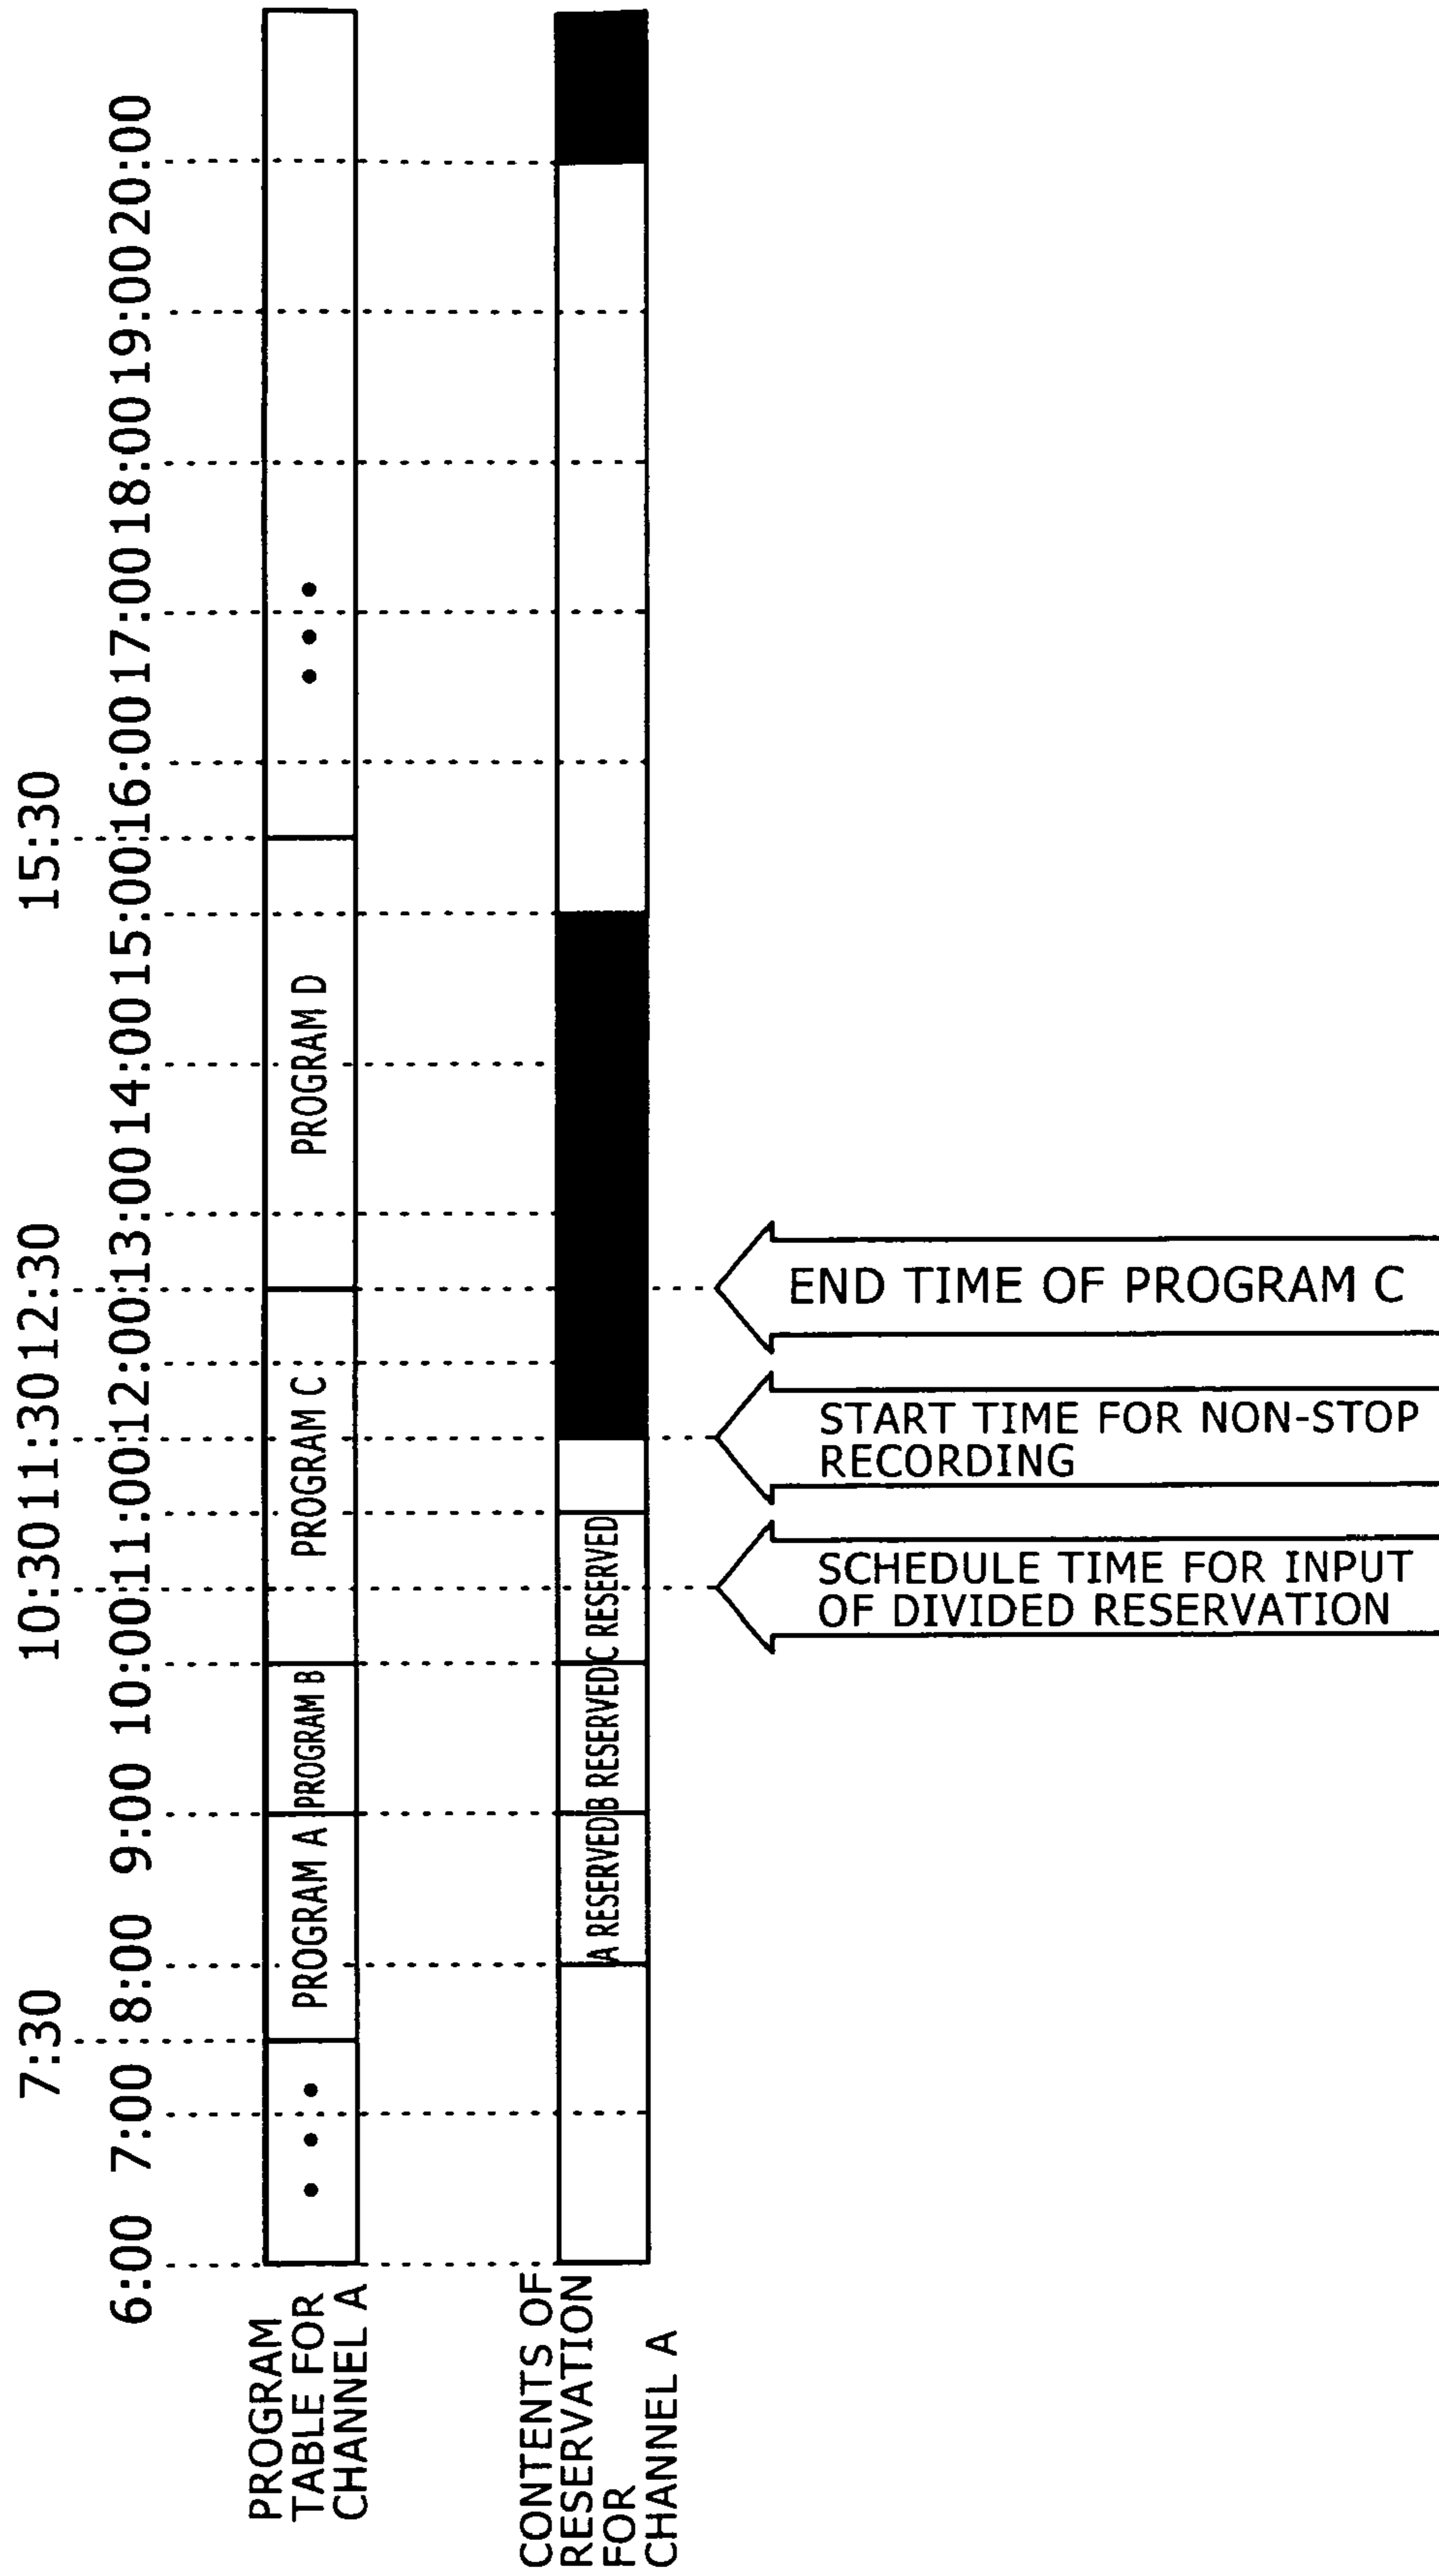 7:30 10:30 11:30 12:30 15:30
6:00 7:00 8:00 9:00 10:00 11:00 12:00 13:00 14:00 15:00 16:00 17:00 18:00 19:00 20:00
PROGRAM
TABLE FOR
CHANNEL A
• • • PROGRAM A PROGRAM B PROGRAM C PROGRAM D • • •
CONTENTS OF
RESERVATION
FOR
CHANNEL A
A RESERVED B RESERVED C RESERVED
END TIME OF PROGRAM C
START TIME FOR NON-STOP
RECORDING
SCHEDULE TIME FOR INPUT
OF DIVIDED RESERVATION